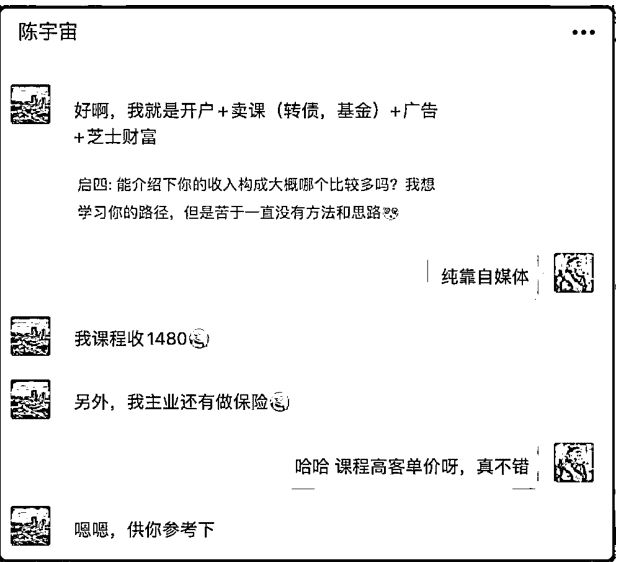 陈宇宙
好啊，我就是开户+卖课（转债，基金）+广告
+芝士财富
启四: 能介绍下你的收入构成大概哪个比较多吗？我想
学习你的路径，但是苦于一直没有方法和思路
纯靠自媒体
我课程收1480
另外，我主业还有做保险
哈哈 课程高客单价呀，真不错
嗯嗯，供你参考下